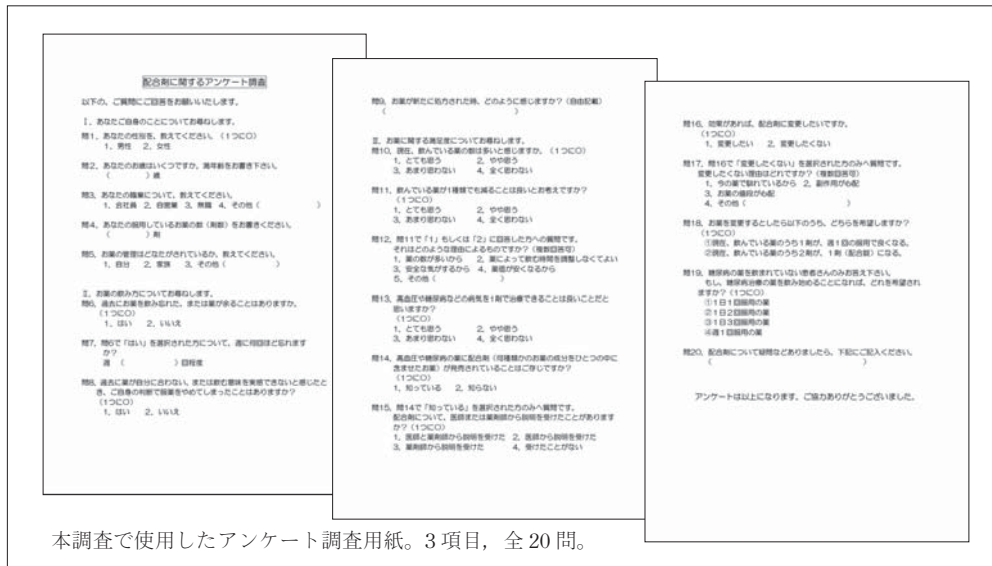 配合剤に関するアンケート調査
以下の、ご質問にご回答をお願いいたします。
Ⅰ、あなたご自身のことについてお尋ねします。
問1、あなたの性別を、教えてください。（1つに○）
1、男性　2、女性
問2、あなたのお歳はいくつですか。満年齢をお書き下さい。
（　　　　）歳
問3、あなたの職業について、教えてください。
1、会社員　2、自営業　3、無職　4、その他（　　　　）
問4、あなたの服用しているお薬の数（剤数）をお書きください。
（　　　　）剤
問5、お薬の管理はどなたがされているか、教えてください。
1、自分　2、家族　3、その他（　　　　）
Ⅱ、お薬の飲み方についてお尋ねします。
問6、過去にお薬を飲み忘れた、または薬が余ることはありますか。
（1つに○）
1、はい　2、いいえ
問7、問6で「はい」を選択された方について、週に何回ほど忘れます
か？
週　（　　　　）回程度
問8、過去に薬が自分に合わない、または飲む意味を実感できないと感じたと
き、ご自身の判断で服薬をやめてしまったことはありますか？
（1つに○）
1、はい　2、いいえ
問9、お薬が新たに処方された時、どのように感じますか？（自由記載）
（　　　　）
Ⅲ、お薬に関する満足度についてお尋ねします。
問10、現在、飲んでいる薬の数は多いと感じますか。（1つに○）
1、とても思う　2、やや思う
3、あまり思わない　4、全く思わない
問11、飲んでいる薬が1種類でも減ることは良いとお考えですか？
（1つに○）
1、とても思う　2、やや思う
3、あまり思わない　4、全く思わない
問12、問11で「1」もしくは「2」に回答した方への質問です。
それはどのような理由によるものですか？（複数回答可）
1、薬の数が多いから　2、薬によって飲む時間を調整しなくてよい
3、安全な気がするから　4、薬価が安くなるから
5、その他（　　　　）
問13、高血圧や糖尿病などの病気を1剤で治療できることは良いことだと
思いますか？
（1つに○）
1、とても思う　2、やや思う
3、あまり思わない　4、全く思わない
問14、高血圧や糖尿病の薬に配合剤（何種類かのお薬の成分をひとつの中に
含ませたお薬）が発売されていることはご存じですか？
（1つに○）
1、知っている　2、知らない
問15、問14で「知っている」を選択された方のみへ質問です。
配合剤について、医師または薬剤師から説明を受けたことがあります
か？（1つに○）
1、医師と薬剤師から説明を受けた　2、医師から説明を受けた
3、薬剤師から説明を受けた　4、受けたことがない
問16、効果があれば、配合剤に変更したいですか。
（1つに○）
1、変更したい　2、変更したくない
問17、問16で「変更したくない」を選択された方のみへ質問です。
変更したくない理由はどれですか？（複数回答可）
1、今の薬で馴れているから　2、副作用が心配
3、お薬の値段が心配
4、その他（　　　　）
問18、お薬を変更するとしたら以下のうち、どちらを希望しますか？
（1つに○）
①現在、飲んでいる薬のうち1剤が、週1回の服用で良くなる。
②現在、飲んでいる薬のうち2剤が、1剤（配合錠）になる。
問19、糖尿病の薬を飲まれていない患者さんのみお答え下さい。
もし、糖尿病治療の薬を飲み始めることになれば、どれを希望され
ますか？（1つに○）
①1日1回服用の薬
②1日2回服用の薬
③1日3回服用の薬
④週1回服用の薬
問20、配合剤について疑問などありましたら、下記にご記入ください。
（　　　　）
アンケートは以上になります。ご協力ありがとうございました。
本調査で使用したアンケート調査用紙。3項目，全20問。